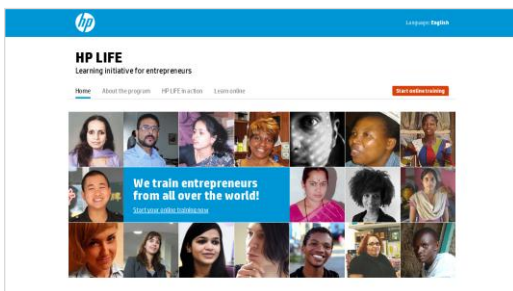 hp
Language: English
HP LIFE
Learning initiative for entrepreneurs
Home About the program HP LIFE in action Learn online
Start online training
We train entrepreneurs
from all over the world!
Start your online training now